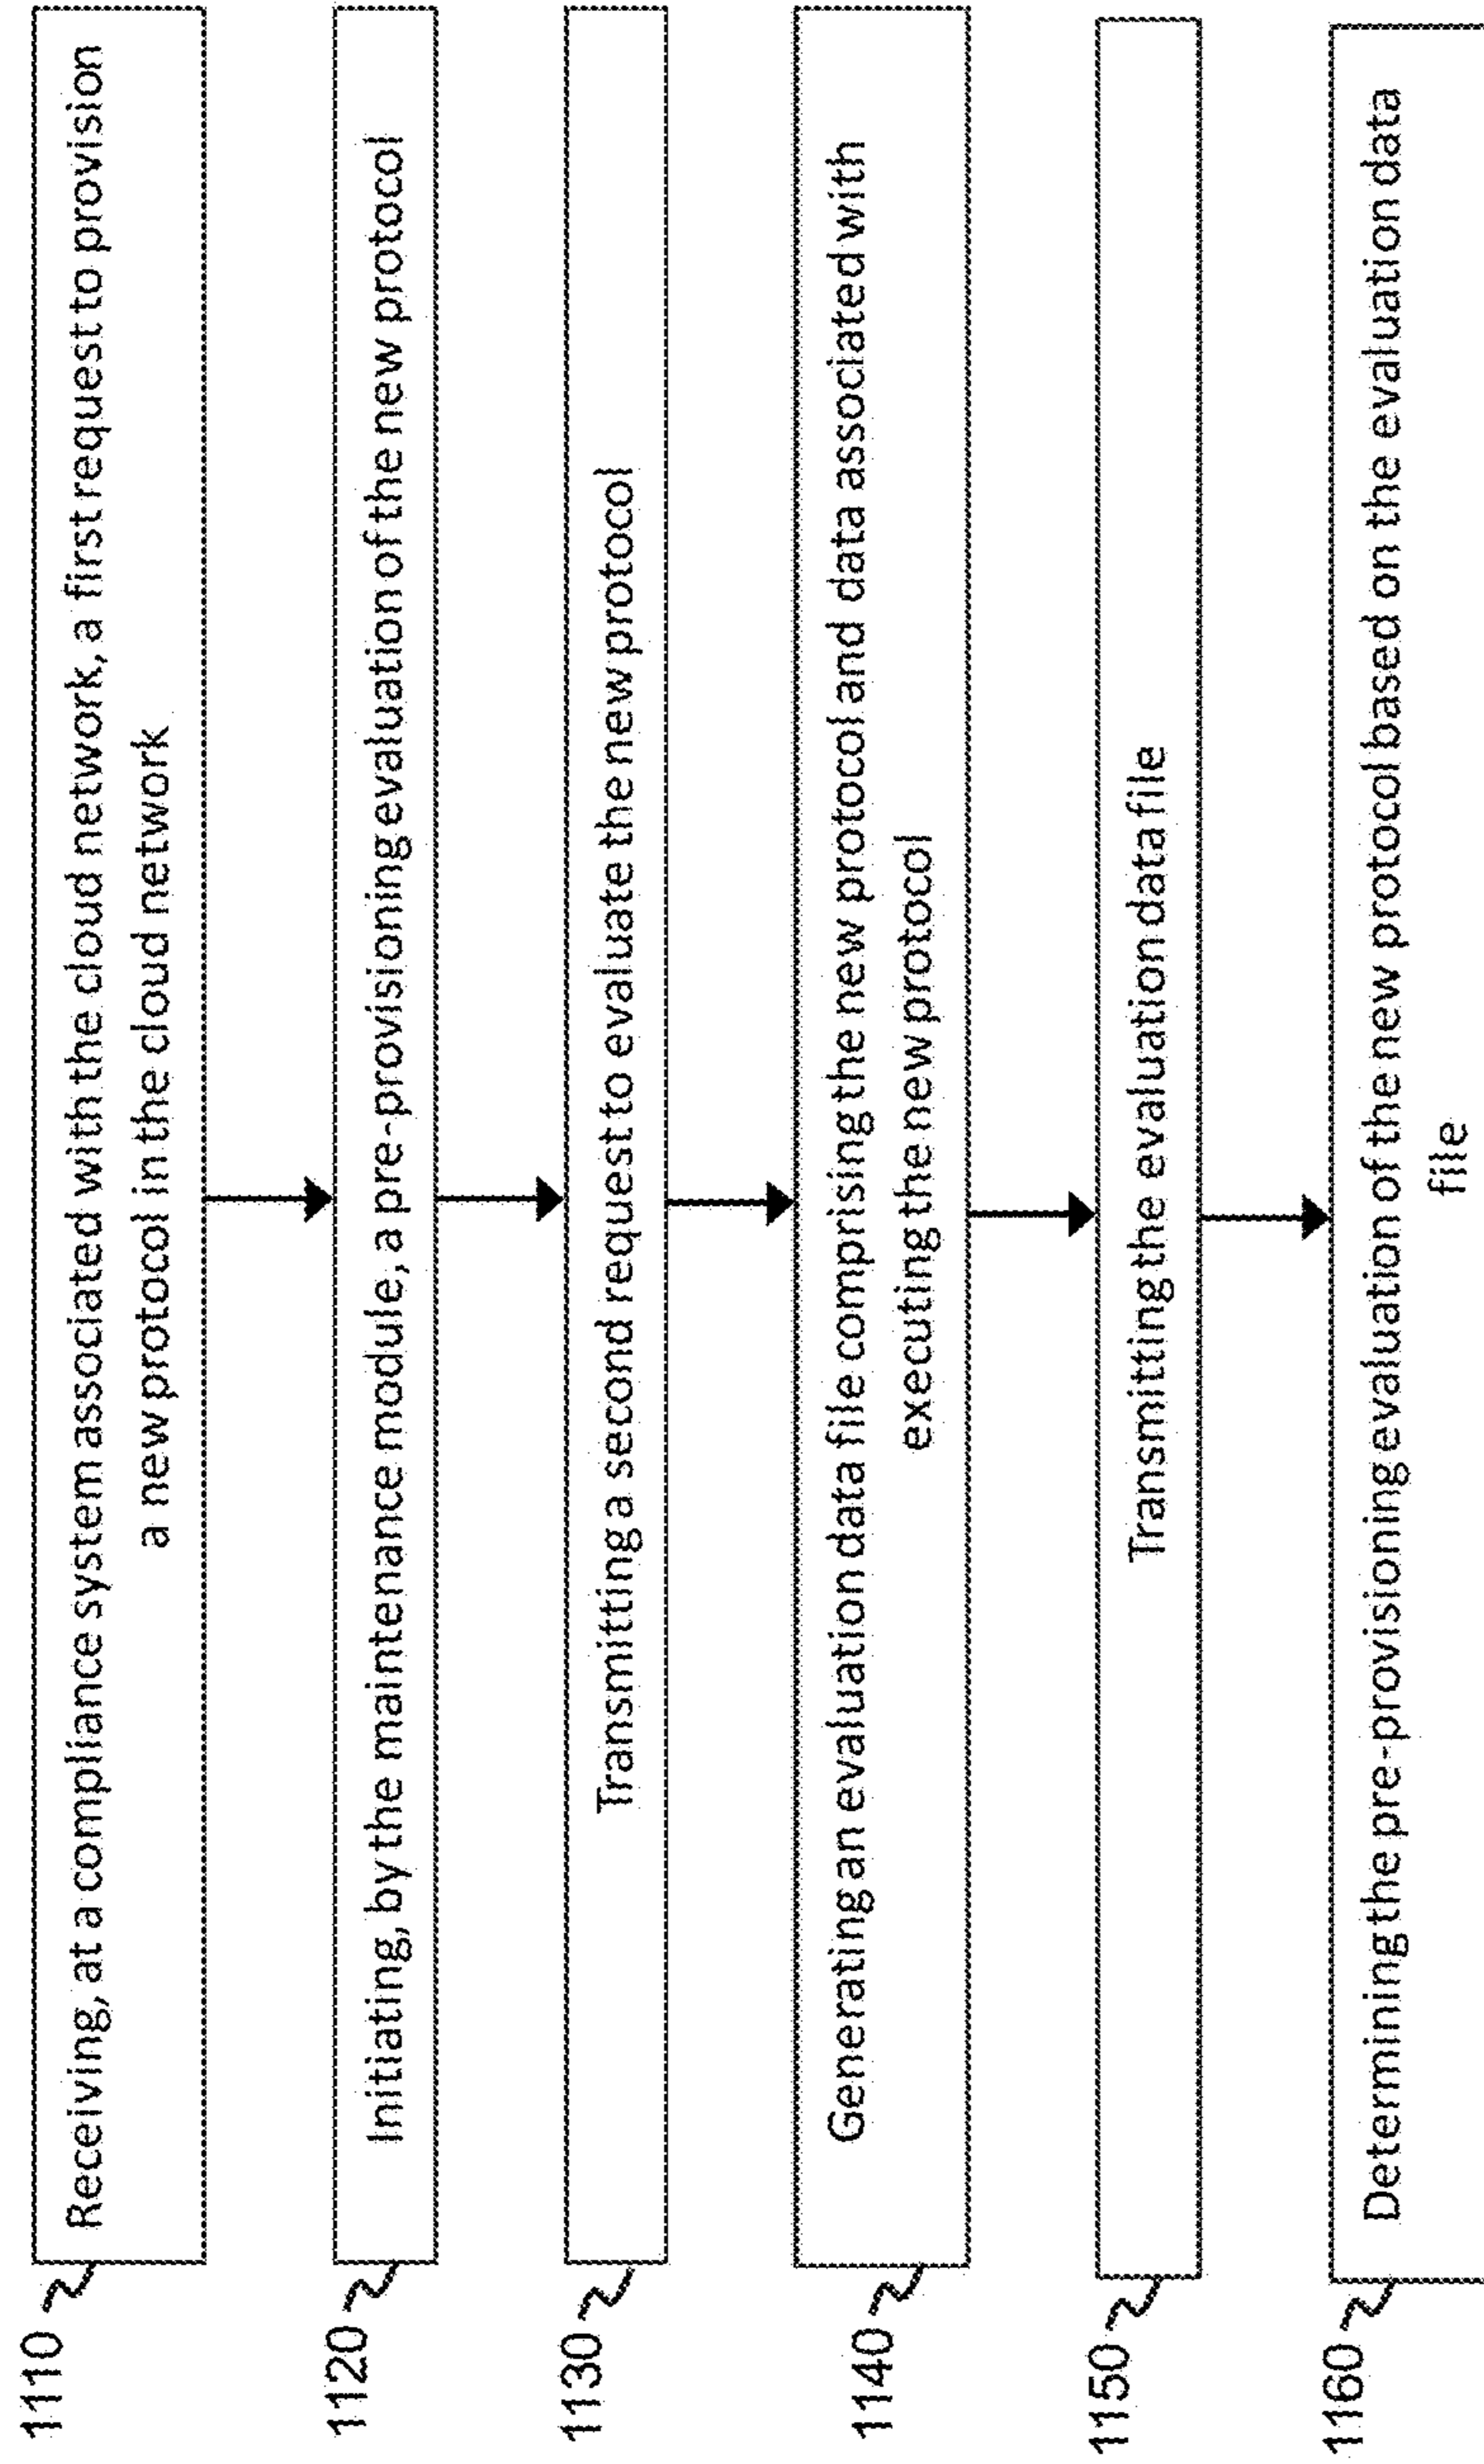 1110
Receiving, at a compliance system associated with the cloud network, a first request to provision
a new protocol in the cloud network
1120
Initiating, by the maintenance module, a pre-provisioning evaluation of the new protocol
1130
Transmitting a second request to evaluate the new protocol
1140
Generating an evaluation data file comprising the new protocol and data associated with
executing the new protocol
1150
Transmitting the evaluation data file
1160
Determining the pre-provisioning evaluation of the new protocol based on the evaluation data
file